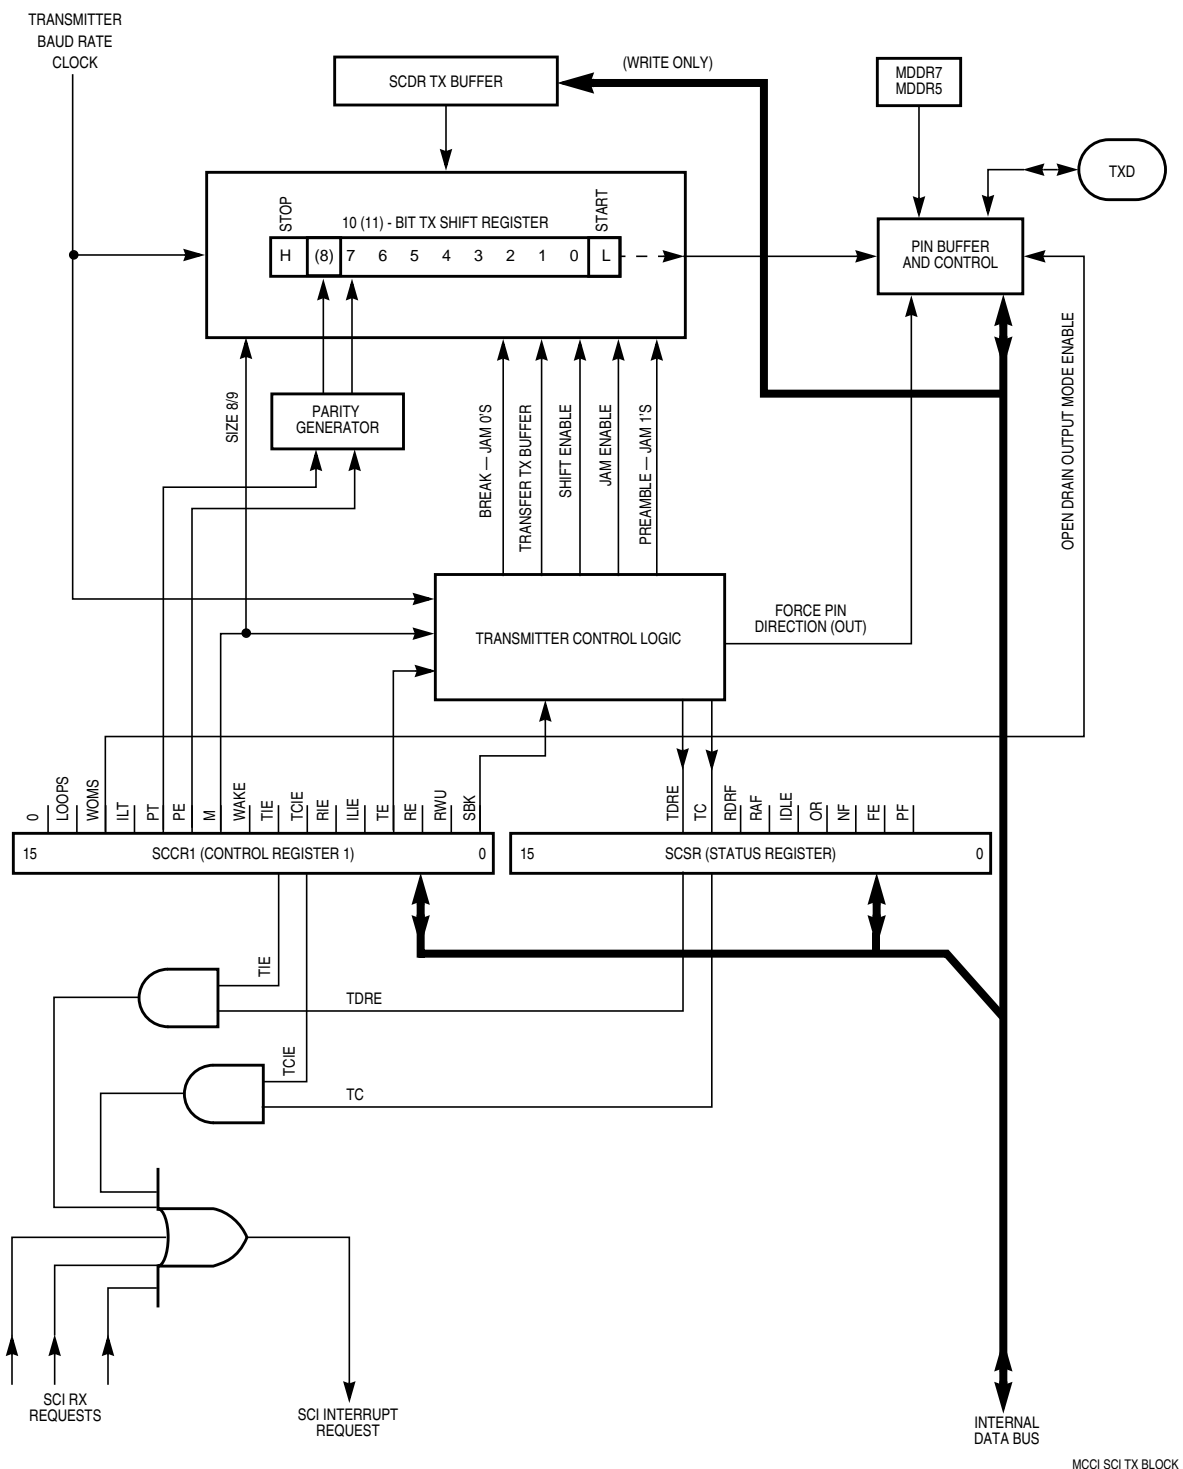 TRANSMITTER
BAUD RATE
CLOCK
SCDR TX BUFFER
(WRITE ONLY)
MDDR7
MDDR5
TXD
STOP
10 (11) - BIT TX SHIFT REGISTER
START
H (8) 7 6 5 4 3 2 1 0 L
PIN BUFFER
AND CONTROL
OPEN DRAIN OUTPUT MODE ENABLE
SIZE 8/9
PARITY
GENERATOR
BREAK — JAM 0'S
TRANSFER TX BUFFER
SHIFT ENABLE
JAM ENABLE
PREAMBLE — JAM 1'S
TRANSMITTER CONTROL LOGIC
FORCE PIN
DIRECTION (OUT)
0
LOOPS
WOMS
ILT
PT
PE
M
WAKE
TIE
TCIE
RIE
ILIE
TE
RE
RWU
SBK
TDRE
TC
RDRF
RAF
IDLE
OR
NF
FE
PF
15 SCCR1 (CONTROL REGISTER 1) 0
15 SCSR (STATUS REGISTER) 0
TIE
TDRE
TCIE
TC
SCI RX
REQUESTS
SCI INTERRUPT
REQUEST
INTERNAL
DATA BUS
MCCI SCI TX BLOCK